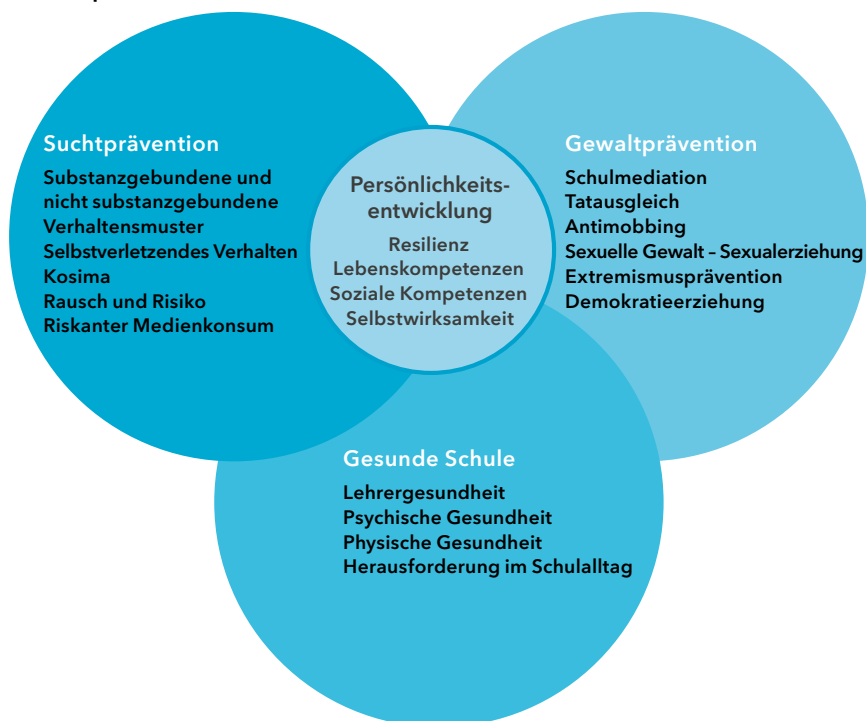 Suchtprävention
Substanzgebundene und
nicht substanzgebundene
Verhaltensmuster
Selbstverletzendes Verhalten
Kosima
Rausch und Risiko
Riskanter Medienkonsum
Persönlichkeits-
entwicklung
Resilienz
Lebenskompetenzen
Soziale Kompetenzen
Selbstwirksamkeit
Gewaltprävention
Schulmediation
Tatausgleich
Antimobbing
Sexuelle Gewalt – Sexualerziehung
Extremismusprävention
Demokratieerziehung
Gesunde Schule
Lehrergesundheit
Psychische Gesundheit
Physische Gesundheit
Herausforderung im Schulalltag